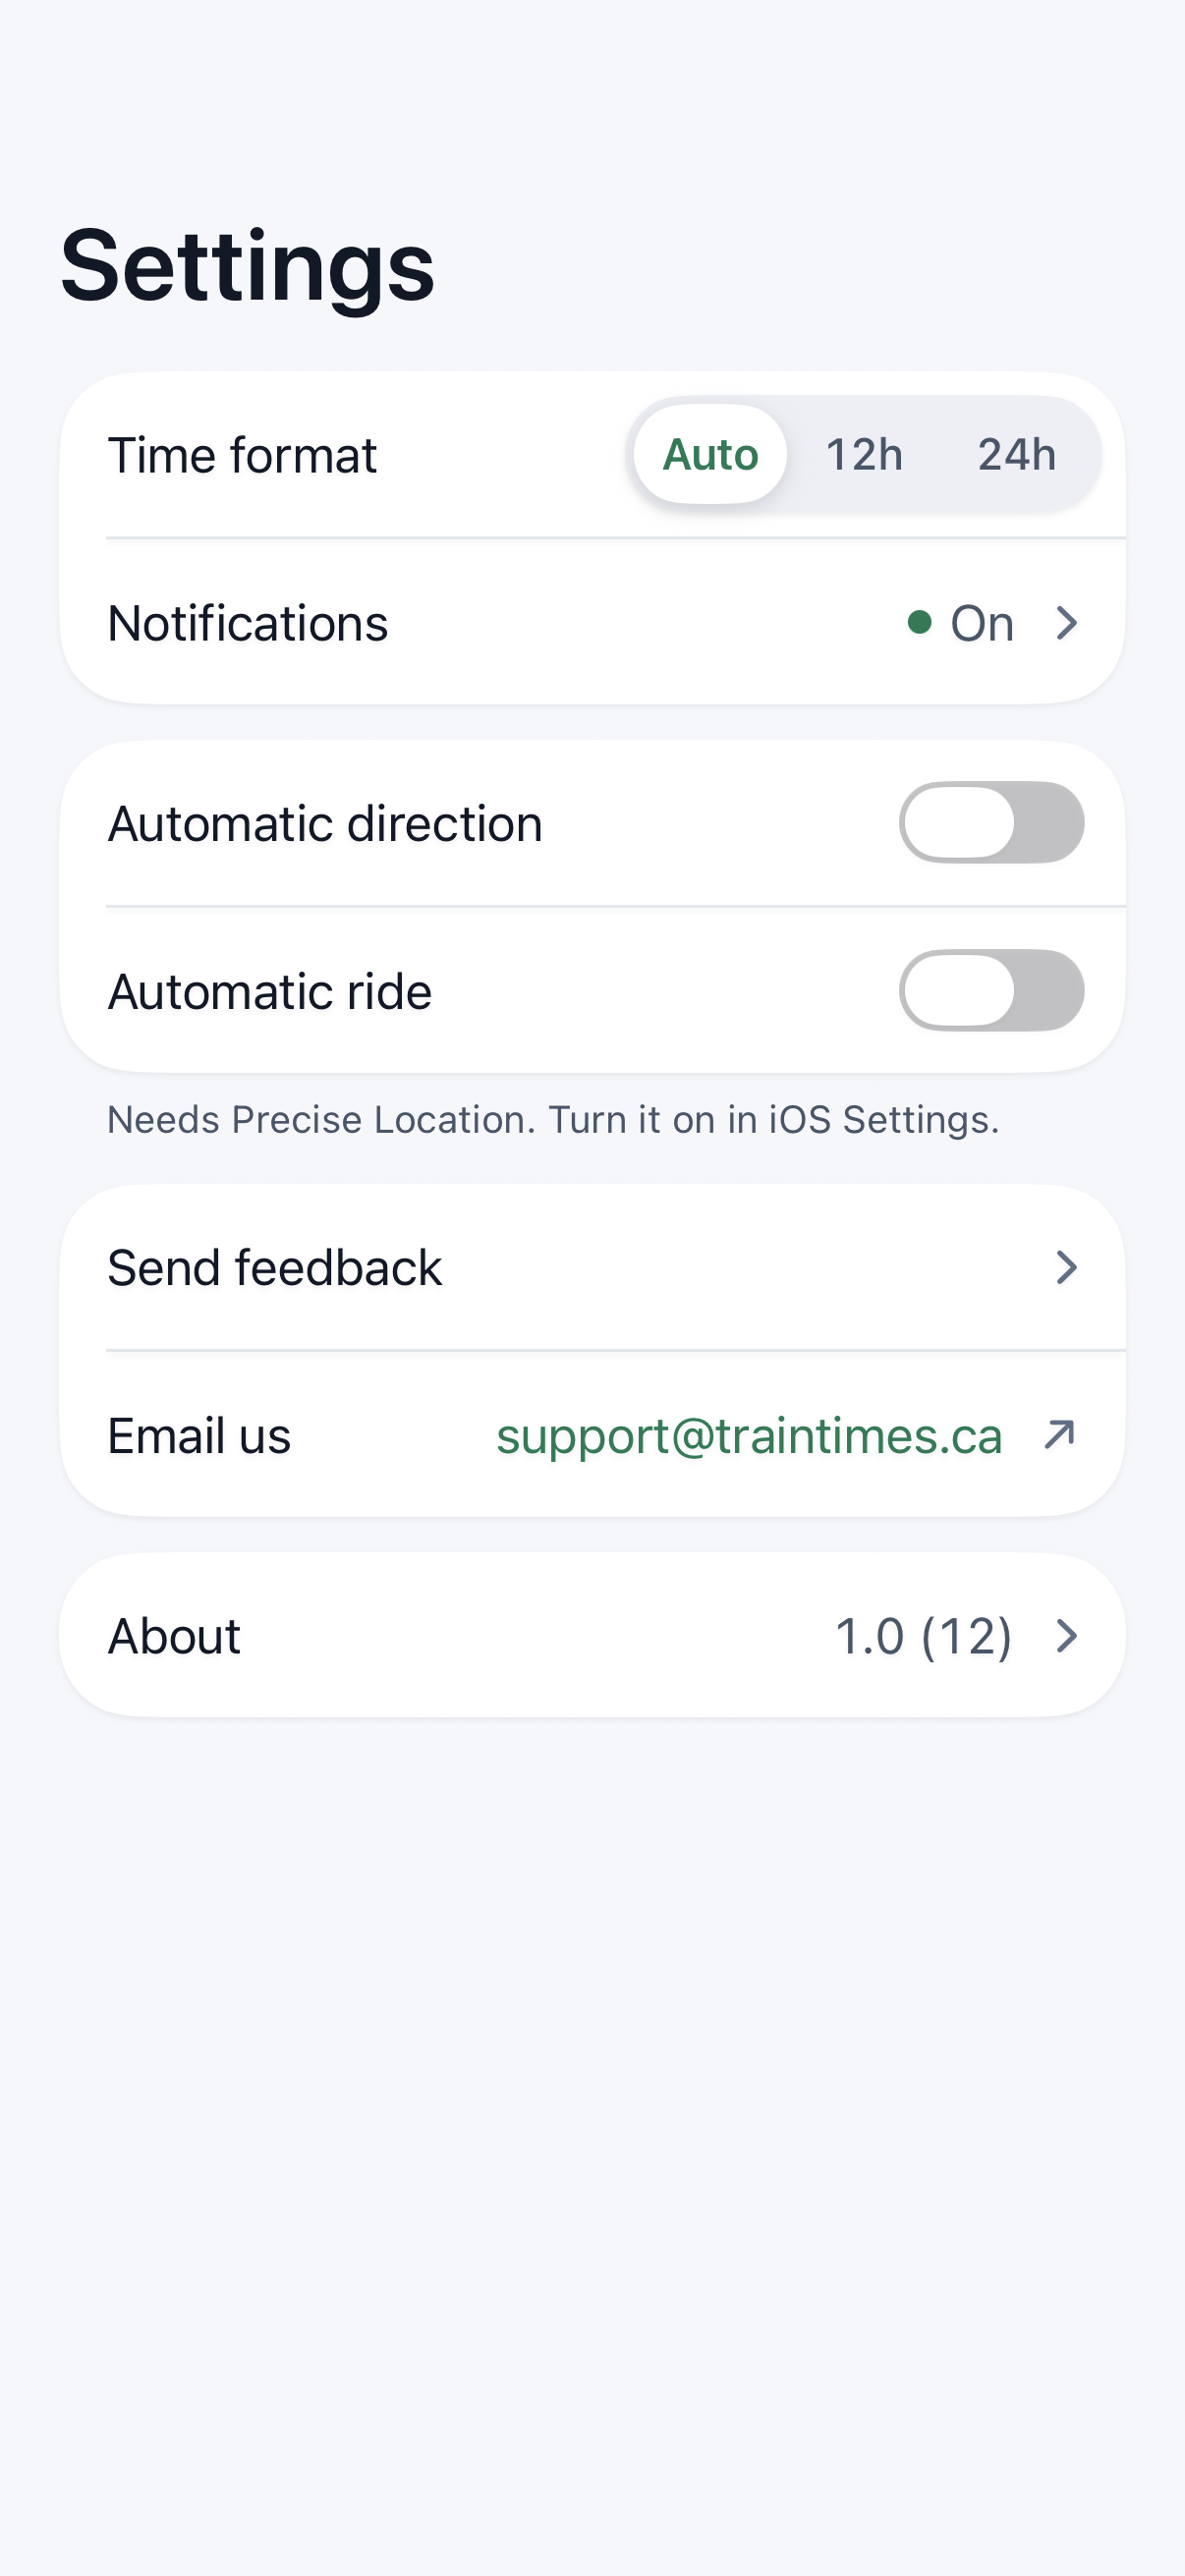 Settings
Time format Auto 12h 24h
Notifications On
Automatic direction
Automatic ride
Needs Precise Location. Turn it on in iOS Settings.
Send feedback
Email us support@traintimes.ca
About 1.0 (12)